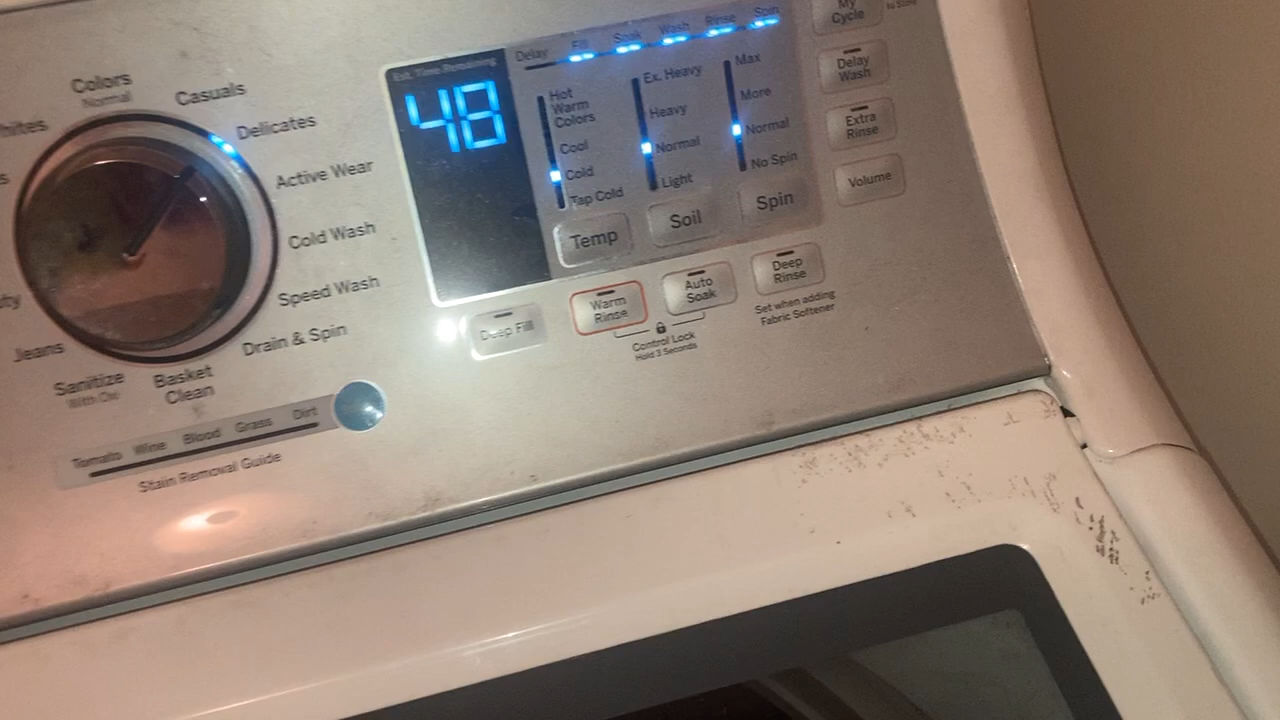 Colors
Normal
Casuals
Delicates
Active Wear
Cold Wash
Speed Wash
Drain & Spin
Basket
Clean
Sanitize
With Oxi
Jeans
Tomato Wine Blood Grass Dirt
Stain Removal Guide
Est. Time Remaining
48
Delay Fill Soak Wash Rinse Spin
Hot
Warm
Colors
Cool
Cold
Tap Cold
Temp
Ex. Heavy
Heavy
Normal
Light
Soil
Max
More
Normal
No Spin
Spin
My
Cycle
Delay
Wash
Extra
Rinse
Volume
Deep Fill
Warm
Rinse
Auto
Soak
Deep
Rinse
Control Lock
Hold 3 Seconds
Set when adding
Fabric Softener